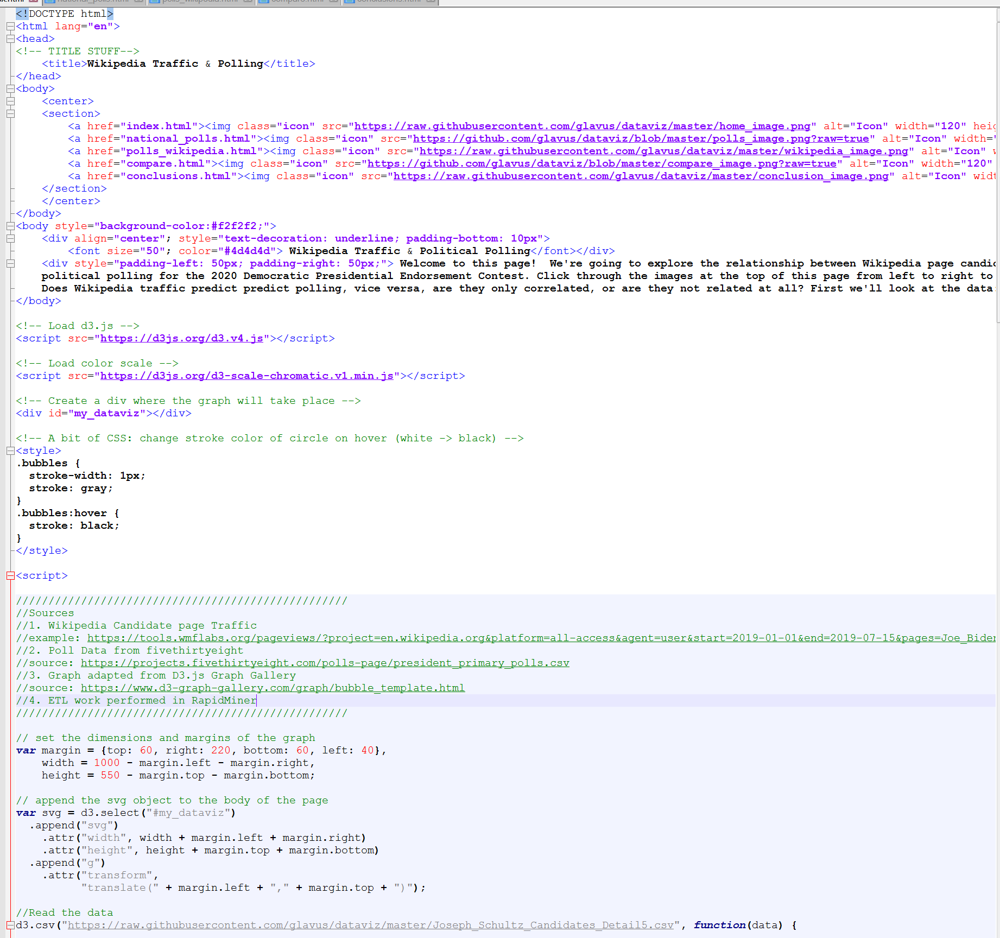 national_polls.html polls_wikipedia.html compare.html conclusions.html
<!DOCTYPE html>
<html lang="en">
<head>
<!-- TITLE STUFF-->
<title>Wikipedia Traffic & Polling</title>
</head>
<body>
<center>
<section>
<a href="index.html"><img class="icon" src="https://raw.githubusercontent.com/glavus/dataviz/master/home_image.png" alt="Icon" width="120"
<a href="national_polls.html"><img class="icon" src="https://github.com/glavus/dataviz/blob/master/polls_image.png?raw=true" alt="Icon" width="
<a href="polls_wikipedia.html"><img class="icon" src="https://raw.githubusercontent.com/glavus/dataviz/master/wikipedia_image.png" alt="Icon"
<a href="compare.html"><img class="icon" src="https://github.com/glavus/dataviz/blob/master/compare_image.png?raw=true" alt="Icon" width="120"
<a href="conclusions.html"><img class="icon" src="https://raw.githubusercontent.com/glavus/dataviz/master/conclusion_image.png" alt="Icon"
</section>
</center>
</body>
<body style="background-color:#f2f2f2;">
<div align="center"; style="text-decoration: underline; padding-bottom: 10px">
<font size="50"; color="#4d4d4d"> Wikipedia Traffic & Political Polling</font></div>
<div style="padding-left: 50px; padding-right: 50px;"> Welcome to this page!  We're going to explore the relationship between Wikipedia page
political polling for the 2020 Democratic Presidential Endorsement Contest. Click through the images at the top of this page from left to right to
Does Wikipedia traffic predict predict polling, vice versa, are they only correlated, or are they not related at all? First we'll look at the data
</body>
<!-- Load d3.js -->
<script src="https://d3js.org/d3.v4.js"></script>
<!-- Load color scale -->
<script src="https://d3js.org/d3-scale-chromatic.v1.min.js"></script>
<!-- Create a div where the graph will take place -->
<div id="my_dataviz"></div>
<!-- A bit of CSS: change stroke color of circle on hover (white -> black) -->
<style>
.bubbles {
stroke-width: 1px;
stroke: gray;
}
.bubbles:hover {
stroke: black;
}
</style>
<script>
///////////////////////////////////////////////////
//Sources
//1. Wikipedia Candidate page Traffic
//example: https://tools.wmflabs.org/pageviews/?project=en.wikipedia.org&platform=all-access&agent=user&start=2019-01-01&end=2019-07-15&pages=Joe_Biden
//2. Poll Data from fivethirtyeight
//source: https://projects.fivethirtyeight.com/polls-page/president_primary_polls.csv
//3. Graph adapted from D3.js Graph Gallery
//source: https://www.d3-graph-gallery.com/graph/bubble_template.html
//4. ETL work performed in RapidMiner
///////////////////////////////////////////////////
// set the dimensions and margins of the graph
var margin = {top: 60, right: 220, bottom: 60, left: 40},
width = 1000 - margin.left - margin.right,
height = 550 - margin.top - margin.bottom;
// append the svg object to the body of the page
var svg = d3.select("#my_dataviz")
.append("svg")
.attr("width", width + margin.left + margin.right)
.attr("height", height + margin.top + margin.bottom)
.append("g")
.attr("transform",
"translate(" + margin.left + "," + margin.top + ")");
//Read the data
d3.csv("https://raw.githubusercontent.com/glavus/dataviz/master/Joseph_Schultz_Candidates_Detail5.csv", function(data) {